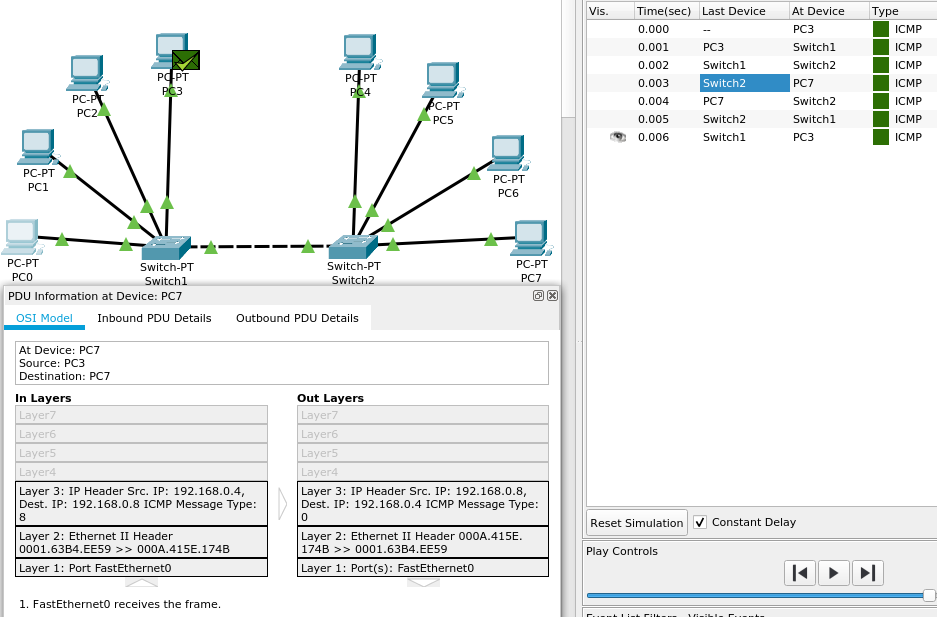 PC-PT
PC3
PC-PT
PC4
PC-PT
PC2
PC-PT
PC5
PC-PT
PC1
PC-PT
PC6
PC-PT
PC0
Switch-PT
Switch1
Switch-PT
Switch2
PC-PT
PC7
PDU Information at Device: PC7
OSI Model Inbound PDU Details Outbound PDU Details
At Device: PC7
Source: PC3
Destination: PC7
In Layers
Layer7
Layer6
Layer5
Layer4
Layer 3: IP Header Src. IP: 192.168.0.4,
Dest. IP: 192.168.0.8 ICMP Message Type:
8
Layer 2: Ethernet II Header
0001.63B4.EE59 >> 000A.415E.174B
Layer 1: Port FastEthernet0
Out Layers
Layer7
Layer6
Layer5
Layer4
Layer 3: IP Header Src. IP: 192.168.0.8,
Dest. IP: 192.168.0.4 ICMP Message Type:
0
Layer 2: Ethernet II Header 000A.415E.
174B >> 0001.63B4.EE59
Layer 1: Port(s): FastEthernet0
1. FastEthernet0 receives the frame.
Vis. Time(sec) Last Device At Device Type
0.000 -- PC3 ICMP
0.001 PC3 Switch1 ICMP
0.002 Switch1 Switch2 ICMP
0.003 Switch2 PC7 ICMP
0.004 PC7 Switch2 ICMP
0.005 Switch2 Switch1 ICMP
0.006 Switch1 PC3 ICMP
Reset Simulation Constant Delay
Play Controls
Event List Filters - Visible Events